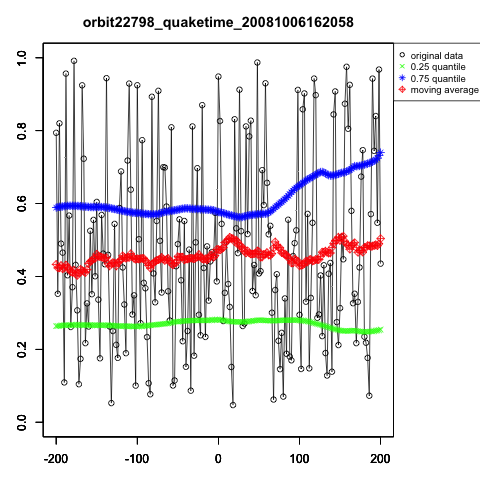 orbit22798_quaketime_20081006162058
original data
0.25 quantile
0.75 quantile
moving average
1.0
0.8
0.6
0.4
0.2
0.0
-200 -100 0 100 200